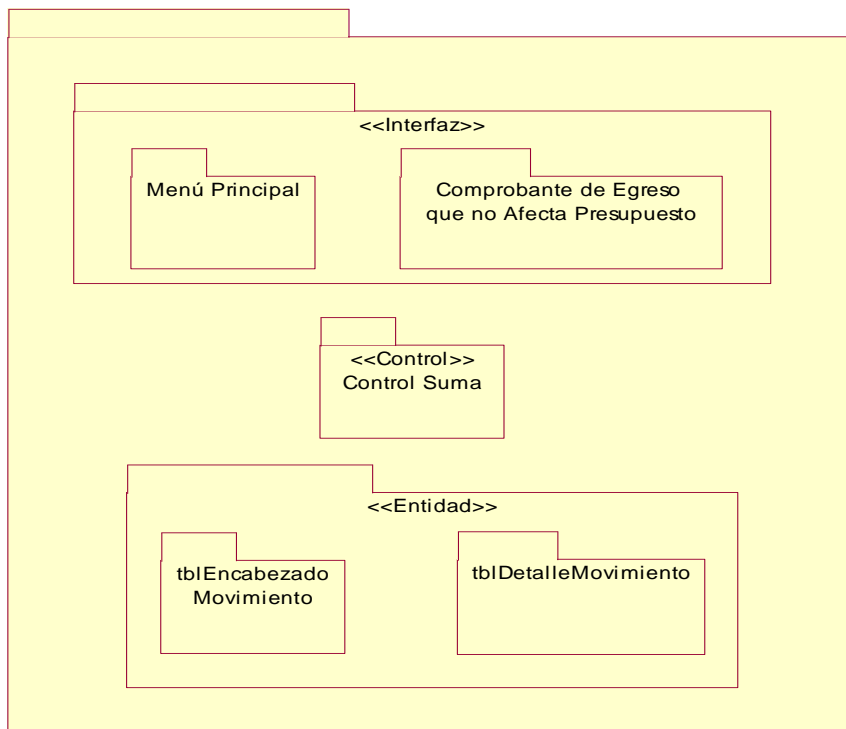 <<Interfaz>>
Menú Principal
Comprobante de Egreso
que no Afecta Presupuesto
<<Control>>
Control Suma
<<Entidad>>
tblEncabezado
Movimiento
tblDetalleMovimiento